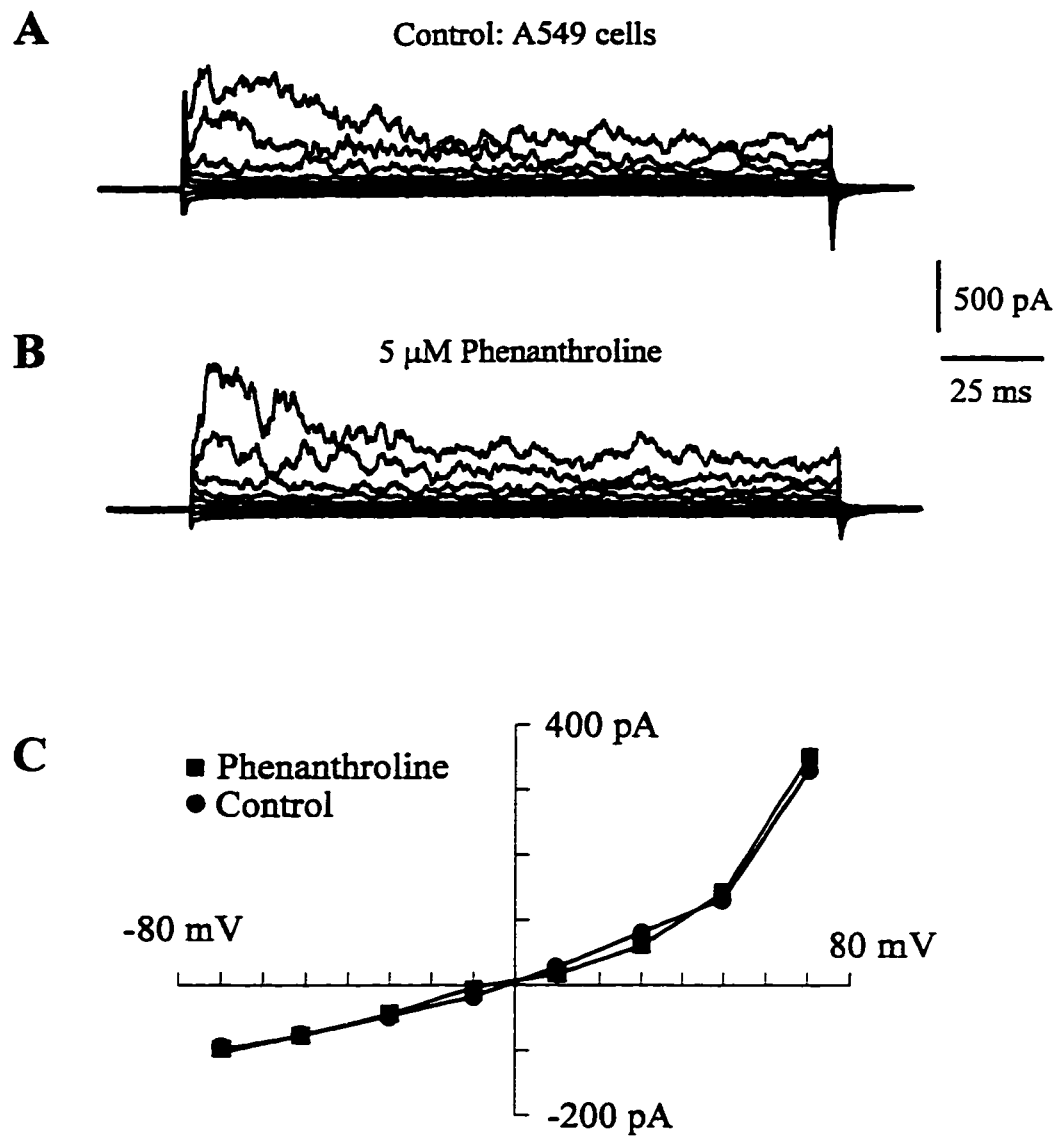 A
Control: A549 cells
500 pA
25 ms
B
5 µM Phenanthroline
C
400 pA
Phenanthroline
Control
-80 mV
80 mV
-200 pA